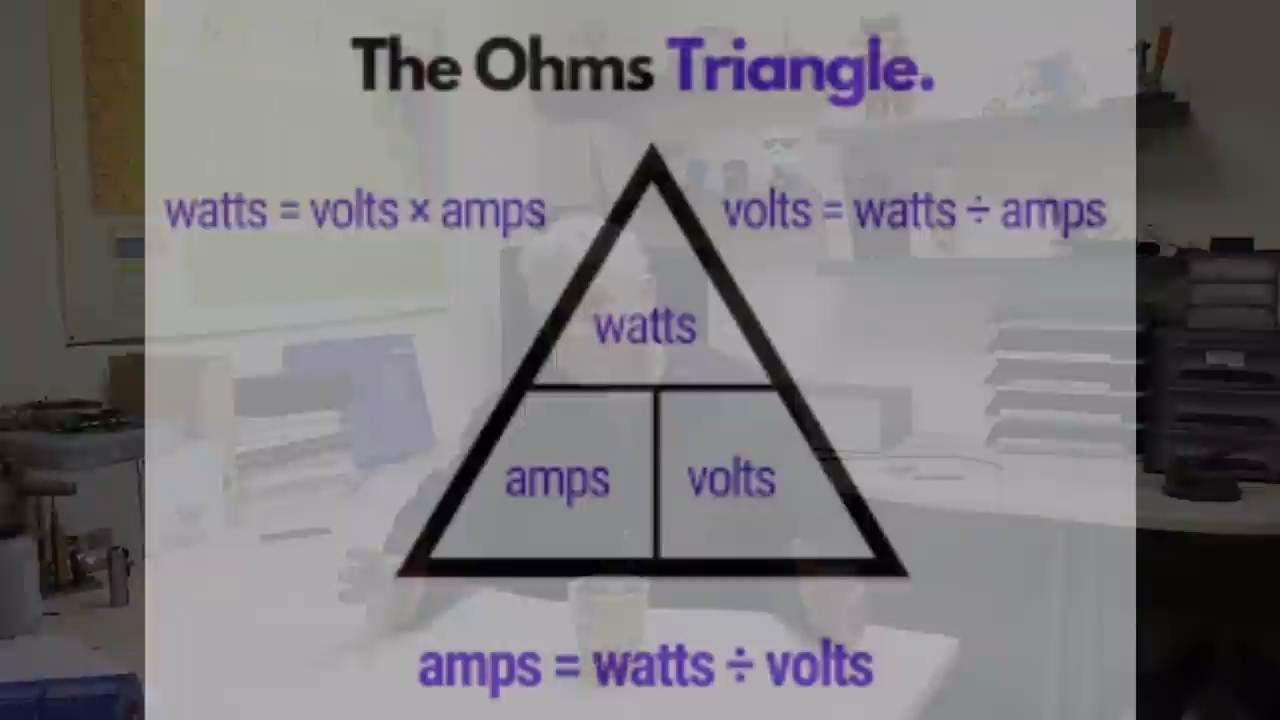 The Ohms Triangle.
watts = volts × amps
volts = watts ÷ amps
watts
amps
volts
amps = watts ÷ volts